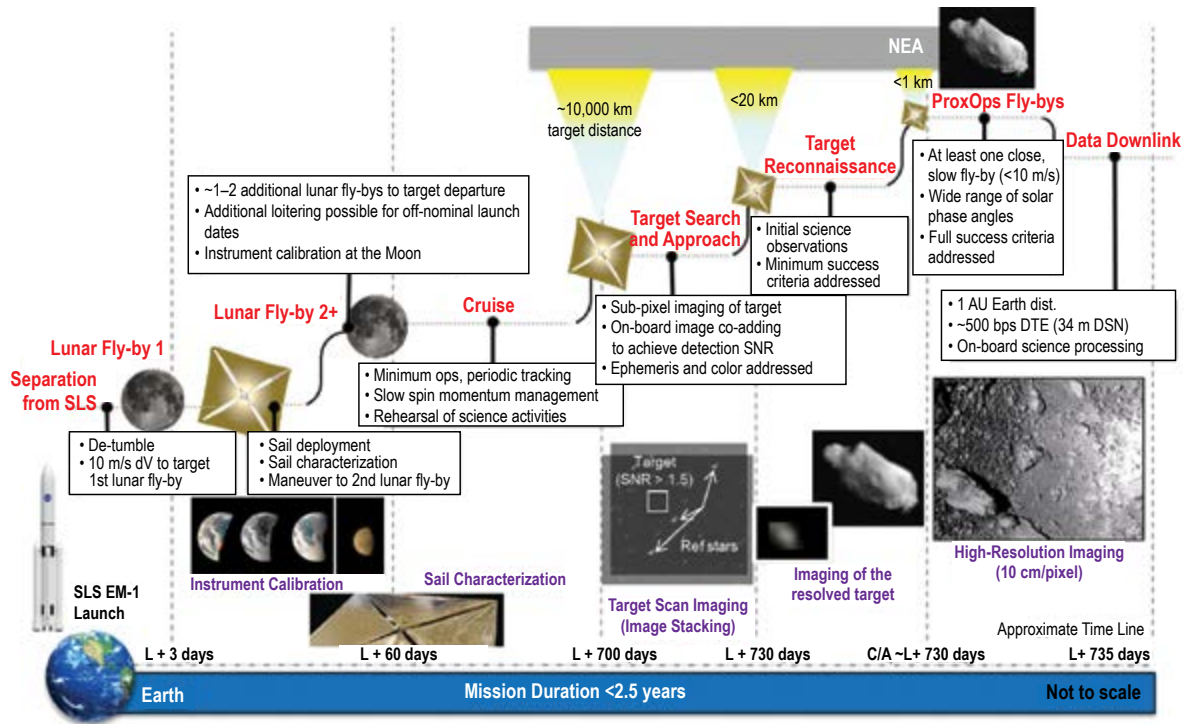 NEA
~10,000 km
target distance
<20 km
<1 km
ProxOps Fly-bys
Data Downlink
Target
Reconnaissance
• At least one close,
slow fly-by (<10 m/s)
• Wide range of solar
phase angles
• Full success criteria
addressed
• ~1–2 additional lunar fly-bys to target departure
• Additional loitering possible for off-nominal launch
dates
• Instrument calibration at the Moon
Target Search
and Approach
• Initial science
observations
• Minimum success
criteria addressed
Lunar Fly-by 2+
Cruise
• Sub-pixel imaging of target
• On-board image co-adding
to achieve detection SNR
• Ephemeris and color addressed
• 1 AU Earth dist.
• ~500 bps DTE (34 m DSN)
• On-board science processing
Lunar Fly-by 1
Separation
from SLS
• Minimum ops, periodic tracking
• Slow spin momentum management
• Rehearsal of science activities
• De-tumble
• 10 m/s dV to target
1st lunar fly-by
• Sail deployment
• Sail characterization
• Maneuver to 2nd lunar fly-by
Target
(SNR > 1.5)
Ref stars
Instrument Calibration
Sail Characterization
Target Scan Imaging
(Image Stacking)
Imaging of the
resolved target
High-Resolution Imaging
(10 cm/pixel)
SLS EM-1
Launch
Approximate Time Line
L + 3 days
L + 60 days
L + 700 days
L + 730 days
C/A ~L+ 730 days
L+ 735 days
Earth
Mission Duration <2.5 years
Not to scale